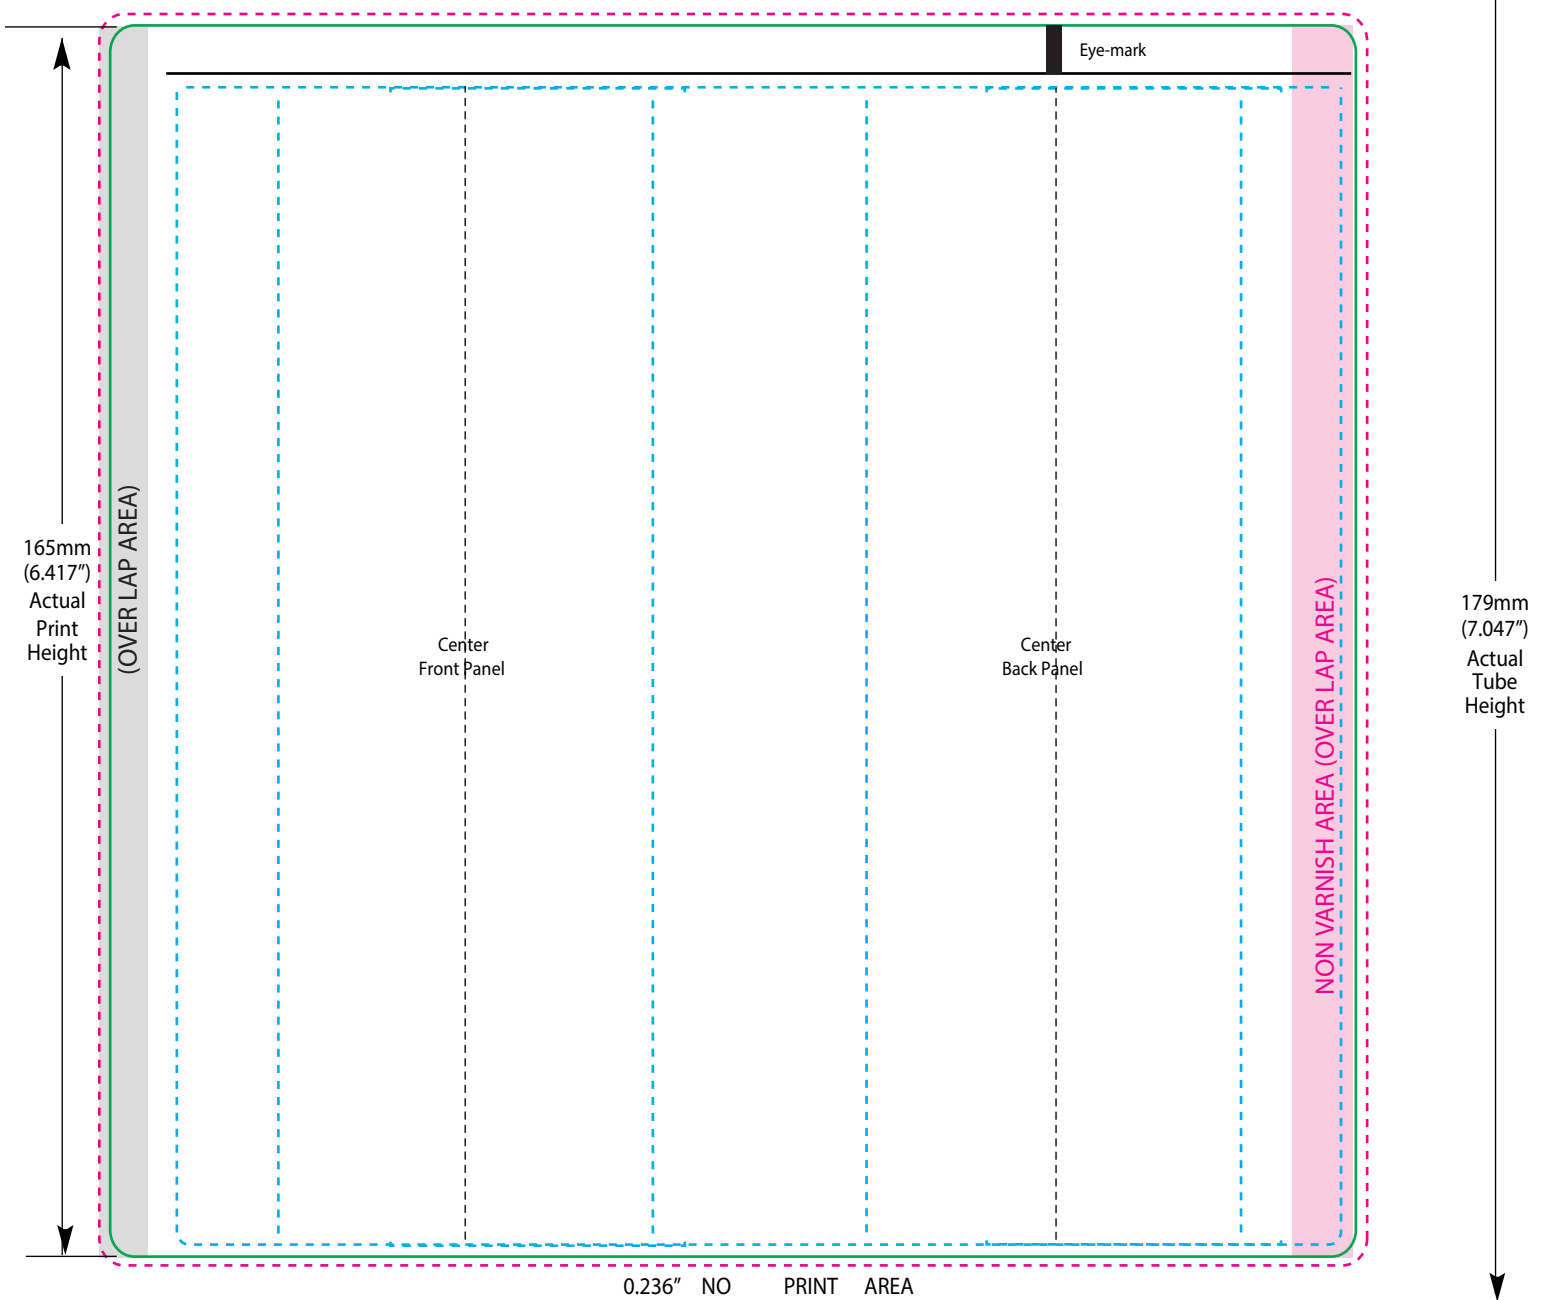 Eye-mark
165mm
(6.417″)
Actual
Print
Height
(OVER LAP AREA)
Center
Front Panel
Center
Back Panel
NON VARNISH AREA (OVER LAP AREA)
179mm
(7.047″)
Actual
Tube
Height
0.236″ NO PRINT AREA